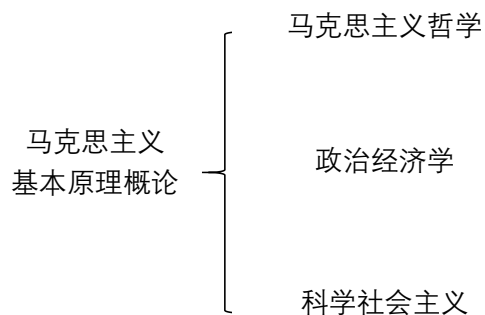 马克思主义哲学
马克思主义
基本原理概论
政治经济学
科学社会主义